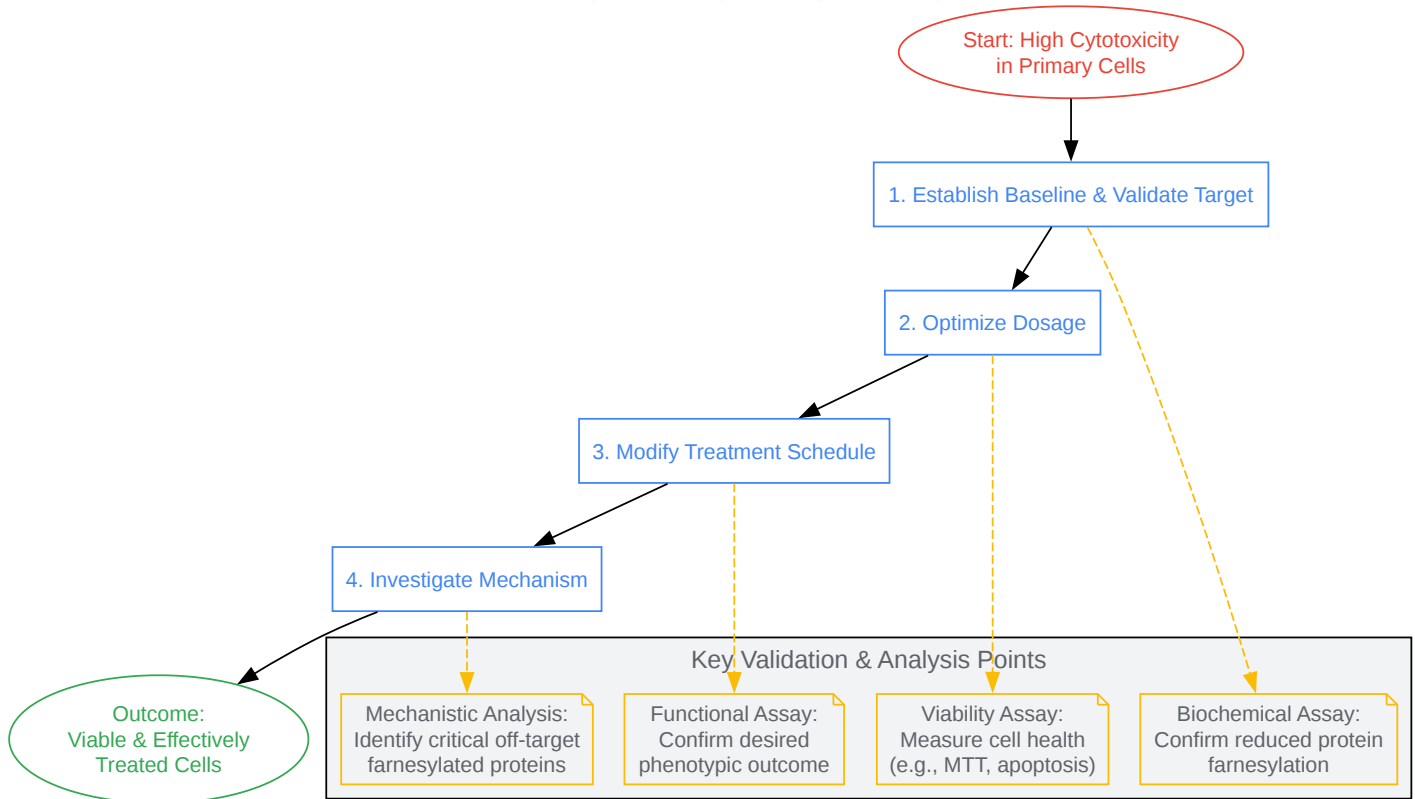 Start: High Cytotoxicity
in Primary Cells
1. Establish Baseline & Validate Target
2. Optimize Dosage
3. Modify Treatment Schedule
4. Investigate Mechanism
Key Validation & Analysis Points
Outcome:
Viable & Effectively
Treated Cells
Mechanistic Analysis:
Identify critical off-target
farnesylated proteins
Functional Assay:
Confirm desired
phenotypic outcome
Viability Assay:
Measure cell health
(e.g., MTT, apoptosis)
Biochemical Assay:
Confirm reduced protein
farnesylation